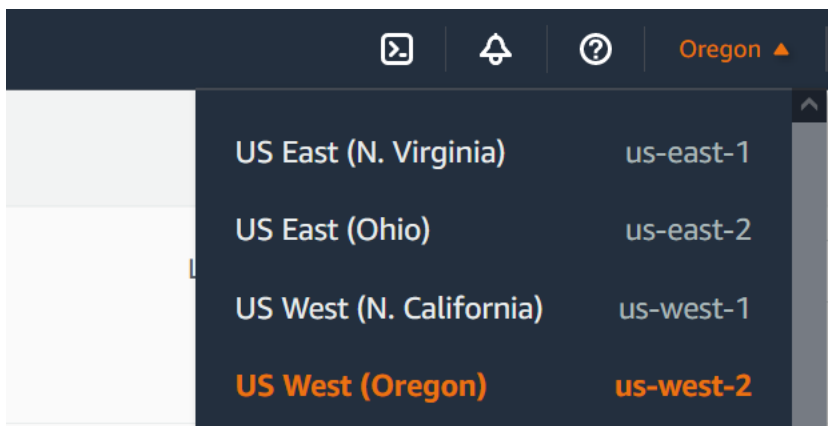 Oregon ▲
US East (N. Virginia) us-east-1
US East (Ohio) us-east-2
L
US West (N. California) us-west-1
US West (Oregon) us-west-2